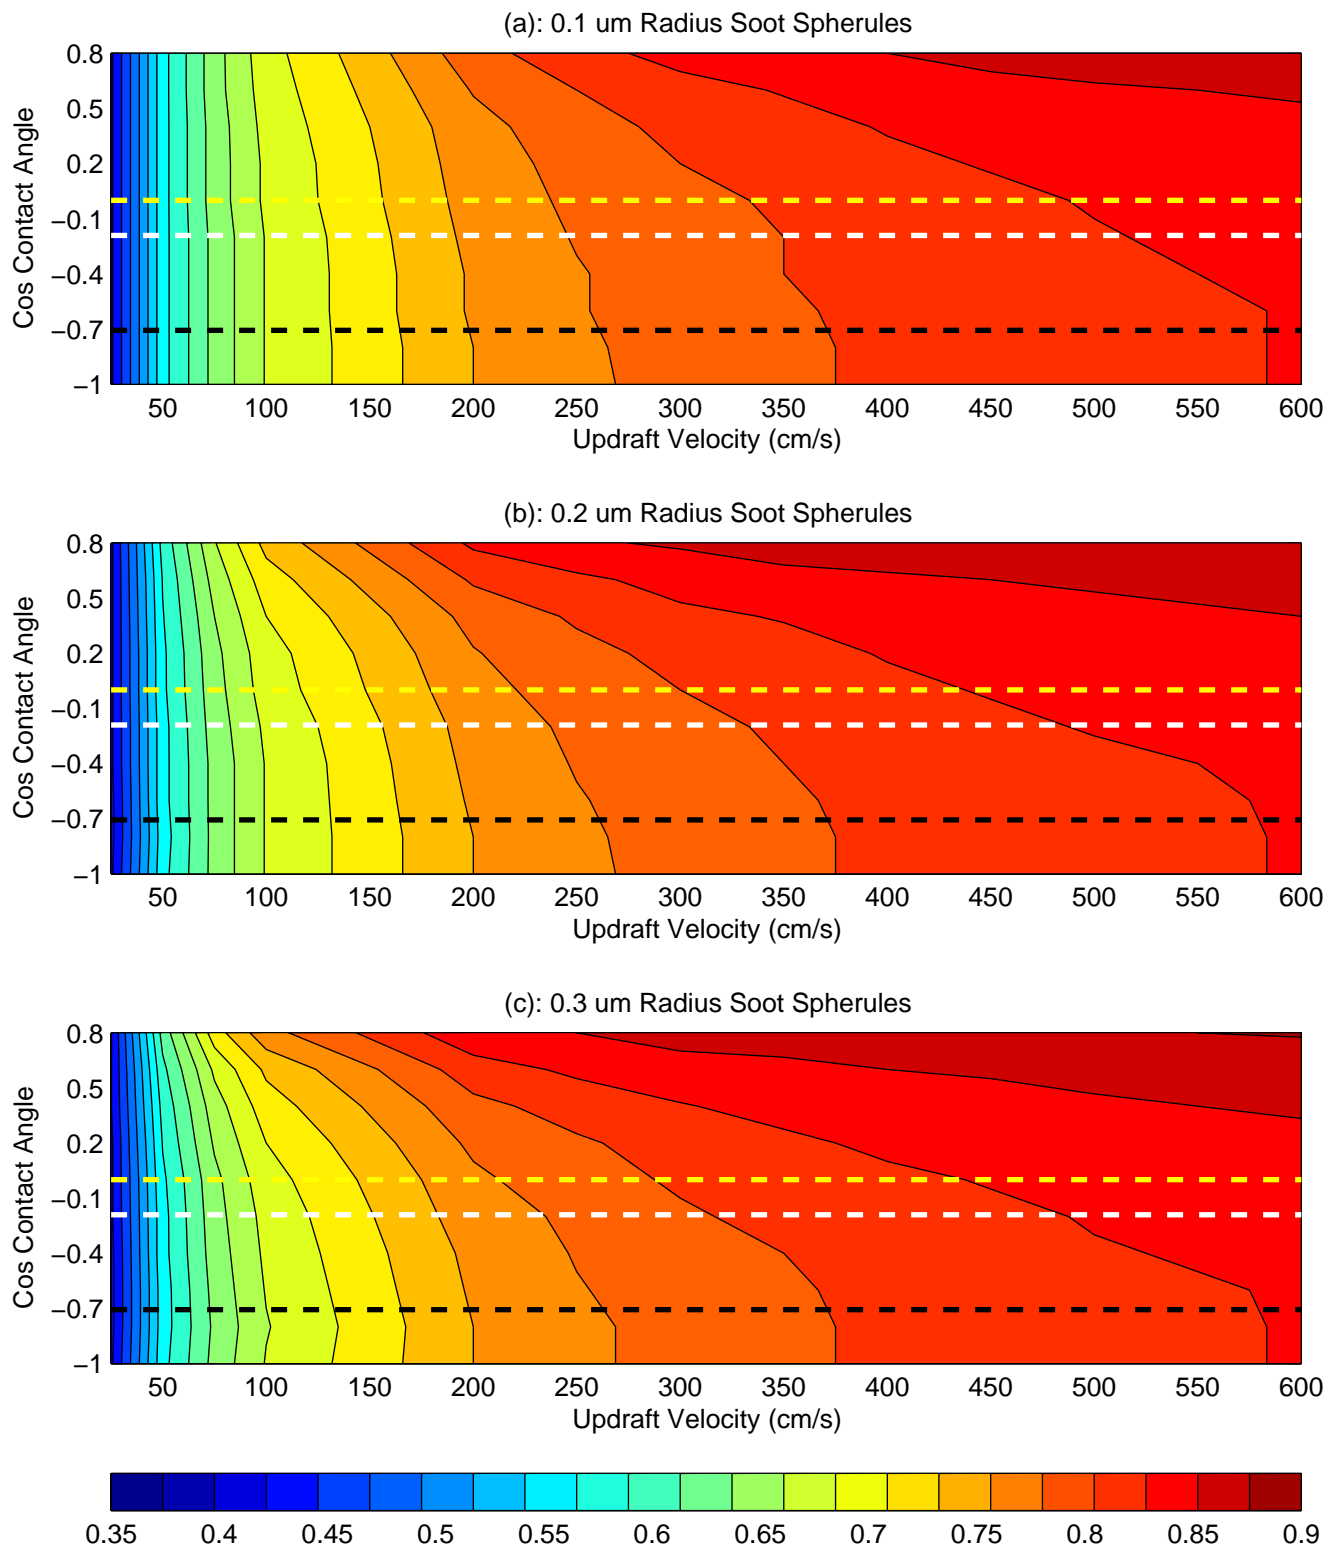 (a): 0.1 um Radius Soot Spherules
Cos Contact Angle
0.8
0.5
0.2
−0.1
−0.4
−0.7
−1
50 100 150 200 250 300 350 400 450 500 550 600
Updraft Velocity (cm/s)
(b): 0.2 um Radius Soot Spherules
Cos Contact Angle
0.8
0.5
0.2
−0.1
−0.4
−0.7
−1
50 100 150 200 250 300 350 400 450 500 550 600
Updraft Velocity (cm/s)
(c): 0.3 um Radius Soot Spherules
Cos Contact Angle
0.8
0.5
0.2
−0.1
−0.4
−0.7
−1
50 100 150 200 250 300 350 400 450 500 550 600
Updraft Velocity (cm/s)
0.35 0.4 0.45 0.5 0.55 0.6 0.65 0.7 0.75 0.8 0.85 0.9